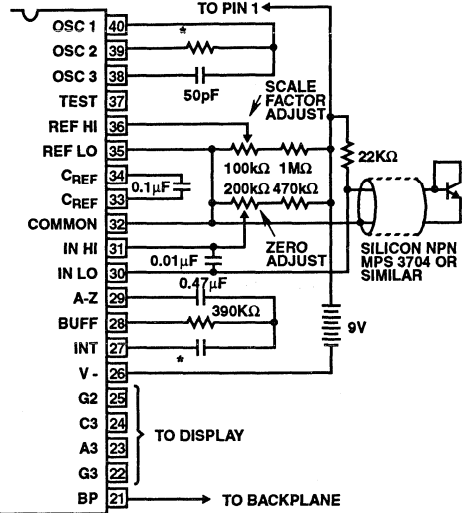 TO PIN 1
OSC 1 40 *
OSC 2 39
OSC 3 38
50pF
TEST 37
SCALE
FACTOR
ADJUST
REF HI 36
REF LO 35
100kΩ 1MΩ
22KΩ
CREF 34
0.1µF
200kΩ 470kΩ
CREF 33
COMMON 32
IN HI 31
0.01µF
ZERO
ADJUST
SILICON NPN
MPS 3704 OR
SIMILAR
IN LO 30
0.47µF
A-Z 29
390KΩ
BUFF 28
9V
INT 27
*
V - 26
G2 25
C3 24
TO DISPLAY
A3 23
G3 22
BP 21
TO BACKPLANE